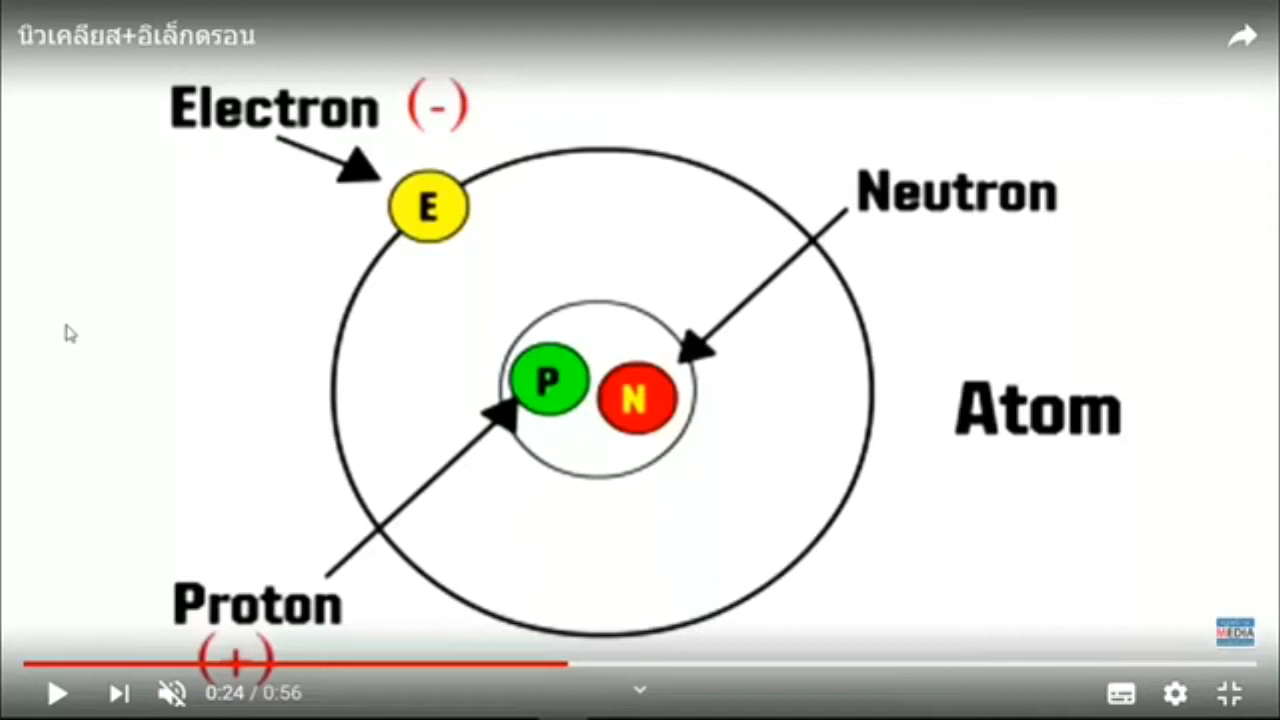 นิวเคลียส+อิเล็กตรอน
Electron (-)
E
Neutron
P
N
Atom
Proton
(+)
MEDIA
0:24 / 0:56